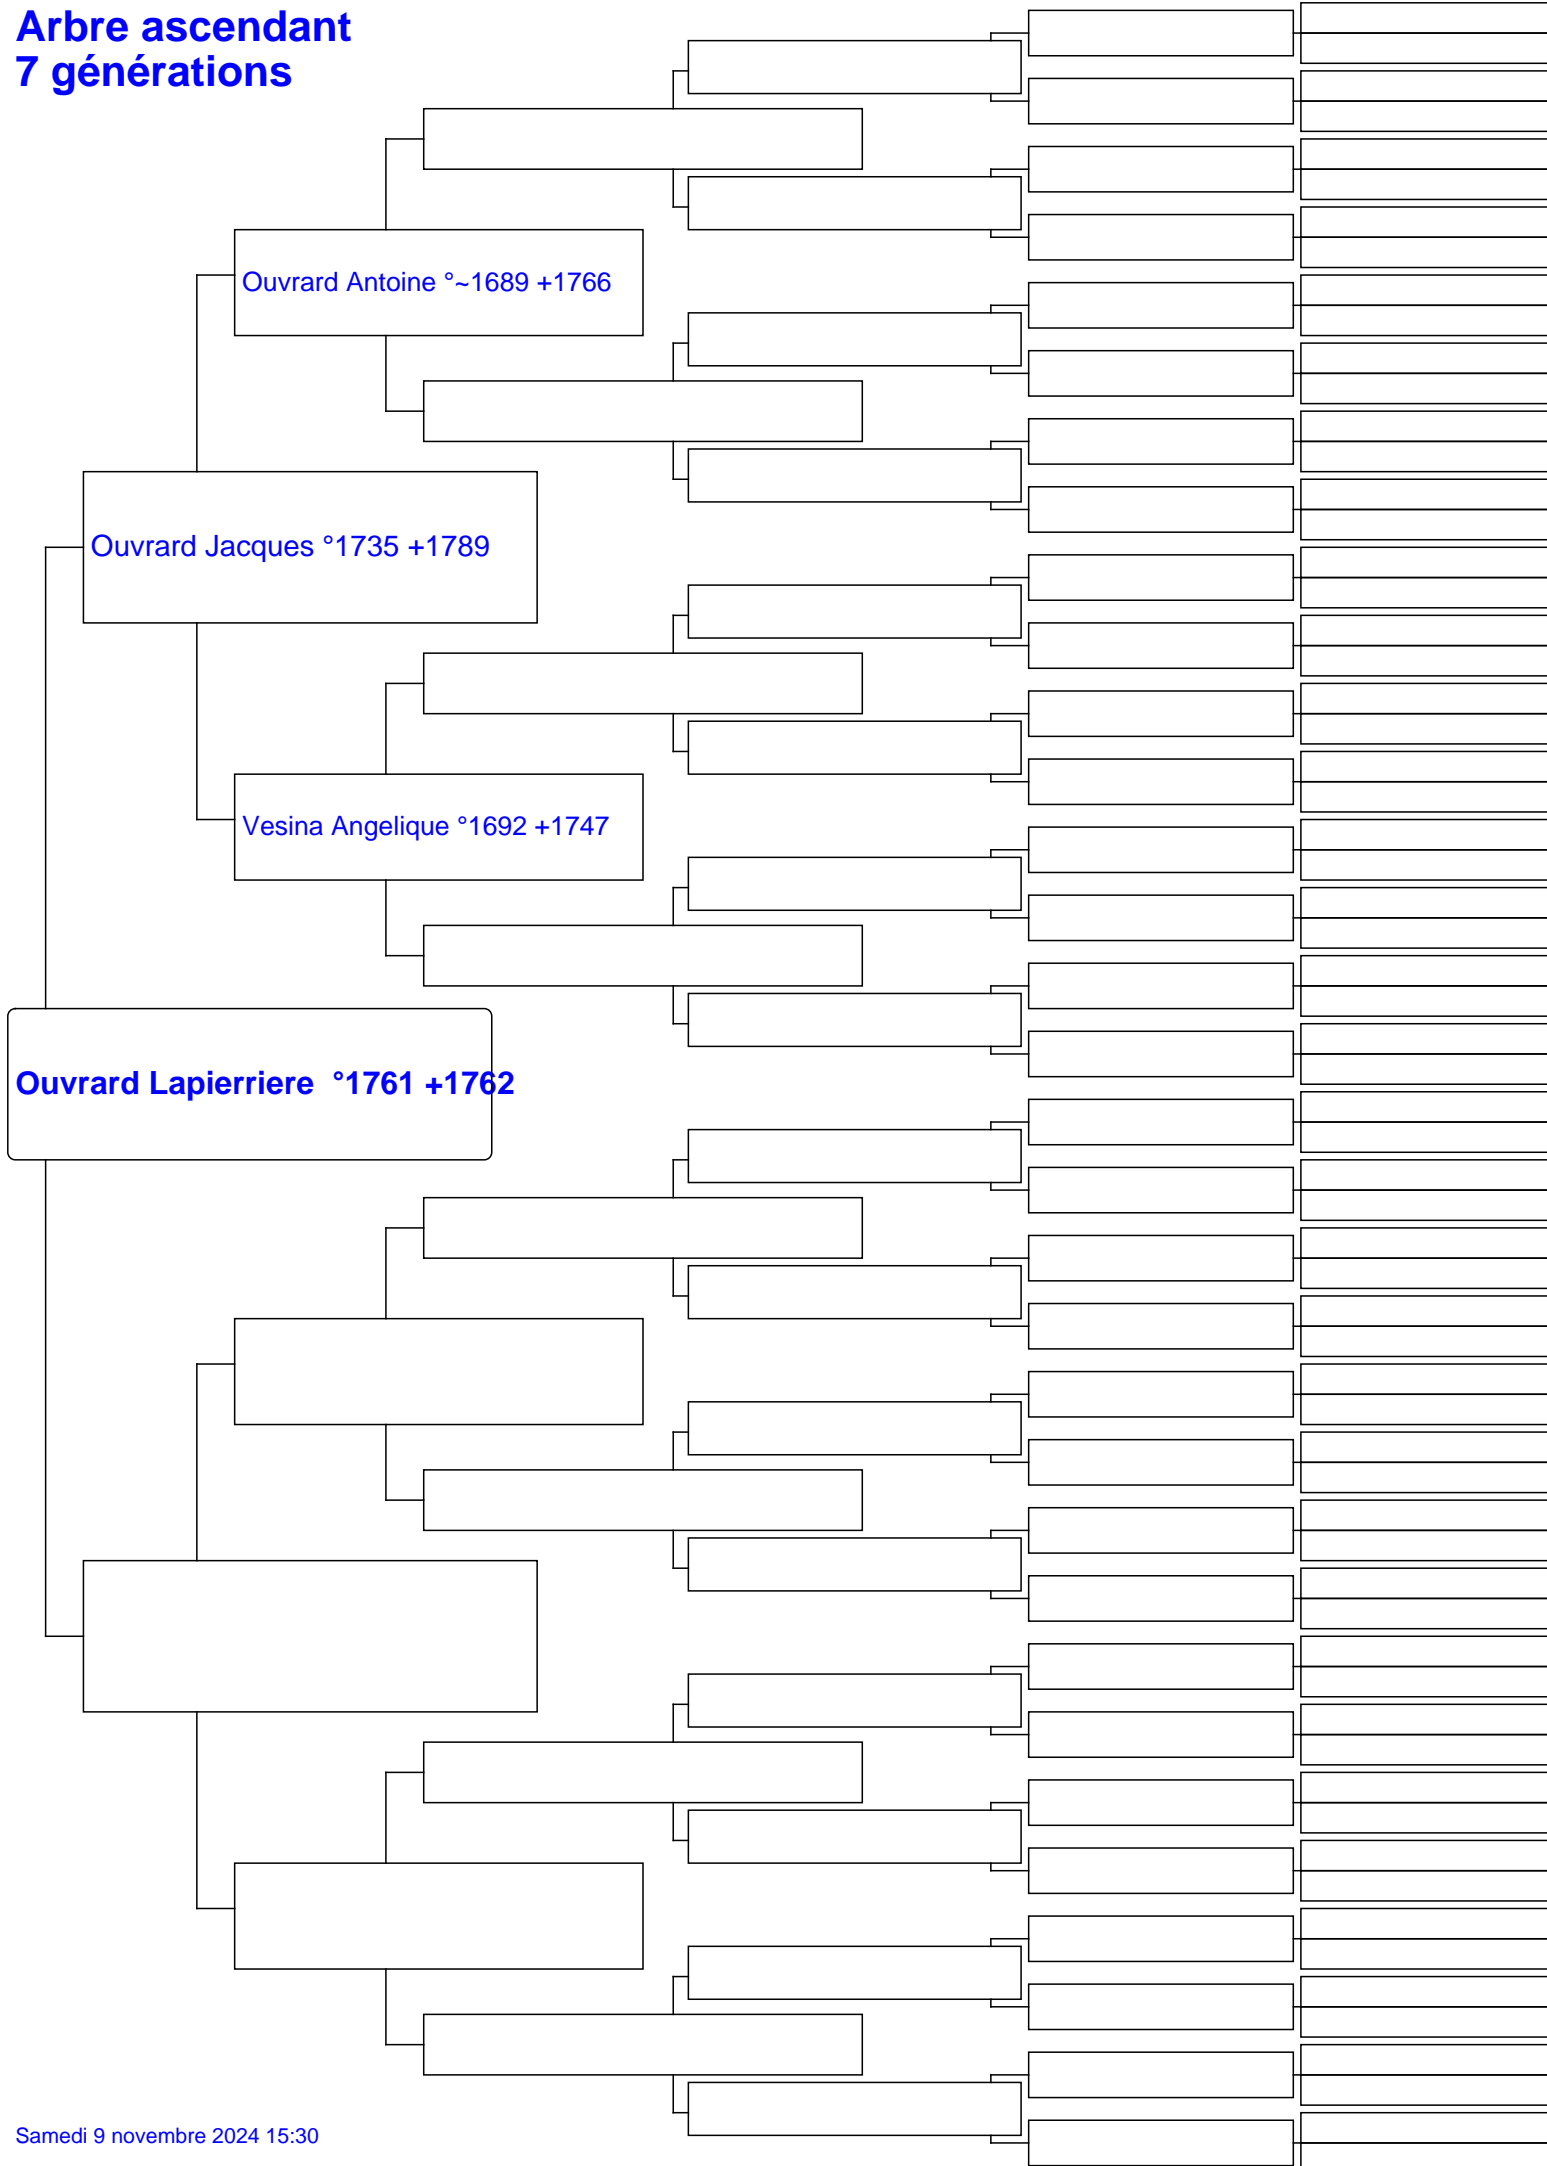 Arbre ascendant
7 générations
Ouvrard Antoine °~1689 +1766
Ouvrard Jacques °1735 +1789
Vesina Angelique °1692 +1747
Ouvrard Lapierriere  °1761 +1762
Samedi 9 novembre 2024 15:30